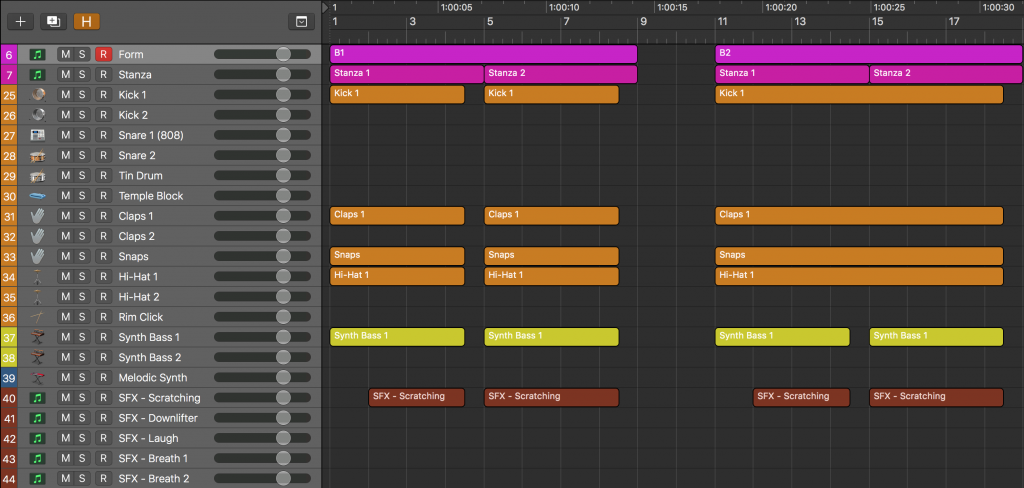 H
1 1:00:05 1:00:10 1:00:15 1:00:20 1:00:25 1:00:30
1 3 5 7 9 11 13 15 17
6 M S R Form B1 B2
7 M S R Stanza Stanza 1 Stanza 2 Stanza 1 Stanza 2
25 M S R Kick 1 Kick 1 Kick 1 Kick 1
26 M S R Kick 2
27 M S R Snare 1 (808)
28 M S R Snare 2
29 M S R Tin Drum
30 M S R Temple Block
31 M S R Claps 1 Claps 1 Claps 1 Claps 1
32 M S R Claps 2
33 M S R Snaps Snaps Snaps Snaps
34 M S R Hi-Hat 1 Hi-Hat 1 Hi-Hat 1 Hi-Hat 1
35 M S R Hi-Hat 2
36 M S R Rim Click
37 M S R Synth Bass 1 Synth Bass 1 Synth Bass 1 Synth Bass 1 Synth Bass 1
38 M S R Synth Bass 2
39 M S R Melodic Synth
40 M S R SFX - Scratching SFX - Scratching SFX - Scratching SFX - Scratching SFX - Scratching
41 M S R SFX - Downlifter
42 M S R SFX - Laugh
43 M S R SFX - Breath 1
44 M S R SFX - Breath 2